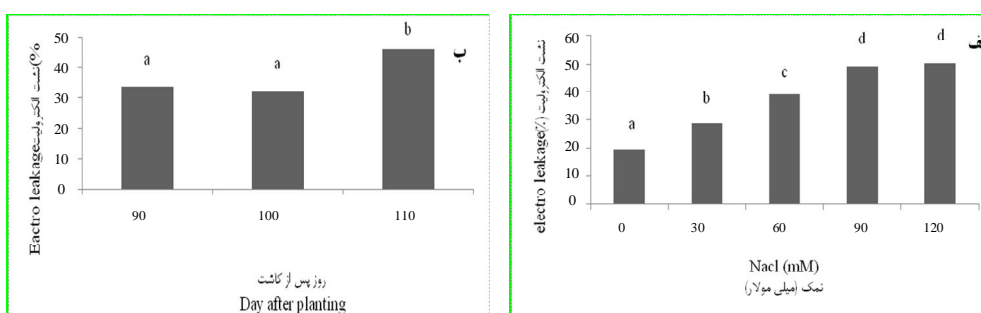 50
40
30
20
10
0
Eactro leakageنشت الکترولیت(%
a
a
b
ب
90
100
110
روز پس از کاشت
Day after planting
60
50
40
30
20
10
0
electro leakage(%) نشت الکترولیت
a
b
c
d
d
0
30
60
90
120
Nacl (mM)
نمک (میلی مولار)